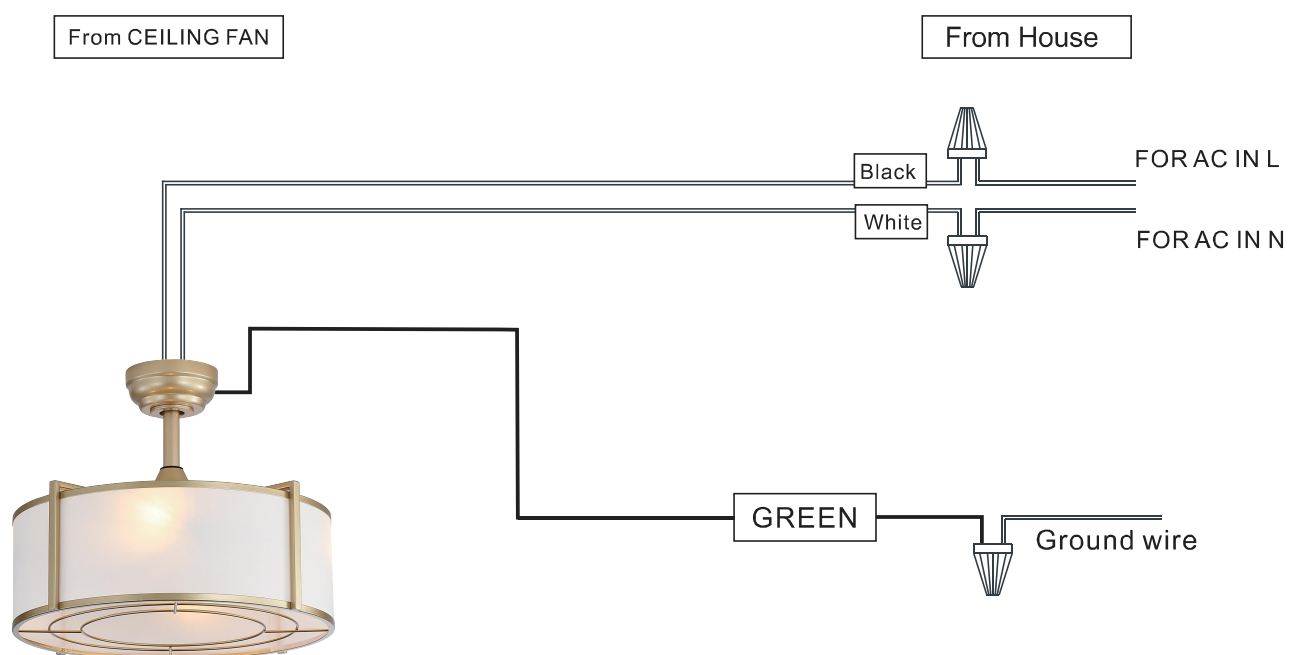 From CEILING FAN
From House
Black
FOR AC IN L
White
FOR AC IN N
GREEN
Ground wire